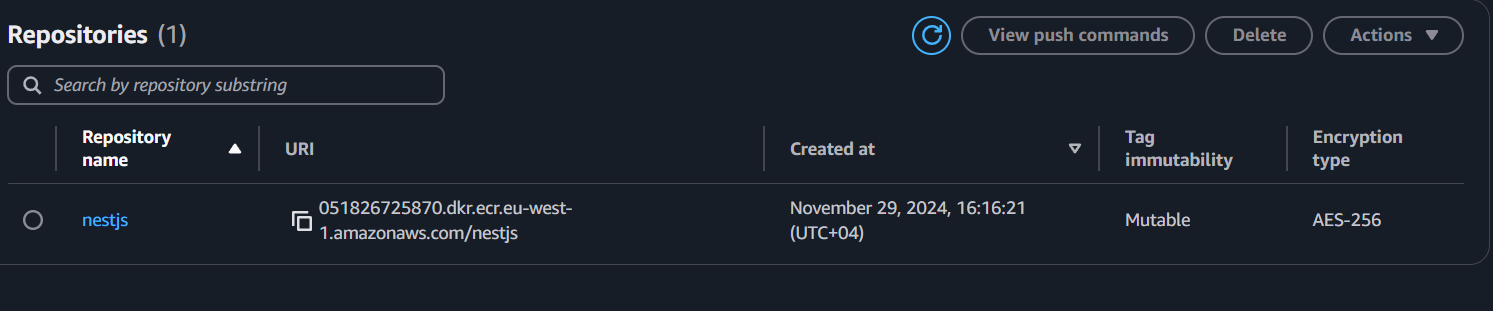 Repositories (1)
View push commands
Delete
Actions
Search by repository substring
Repository
name
URI
Created at
Tag
immutability
Encryption
type
nestjs
051826725870.dkr.ecr.eu-west-
1.amazonaws.com/nestjs
November 29, 2024, 16:16:21
(UTC+04)
Mutable
AES-256